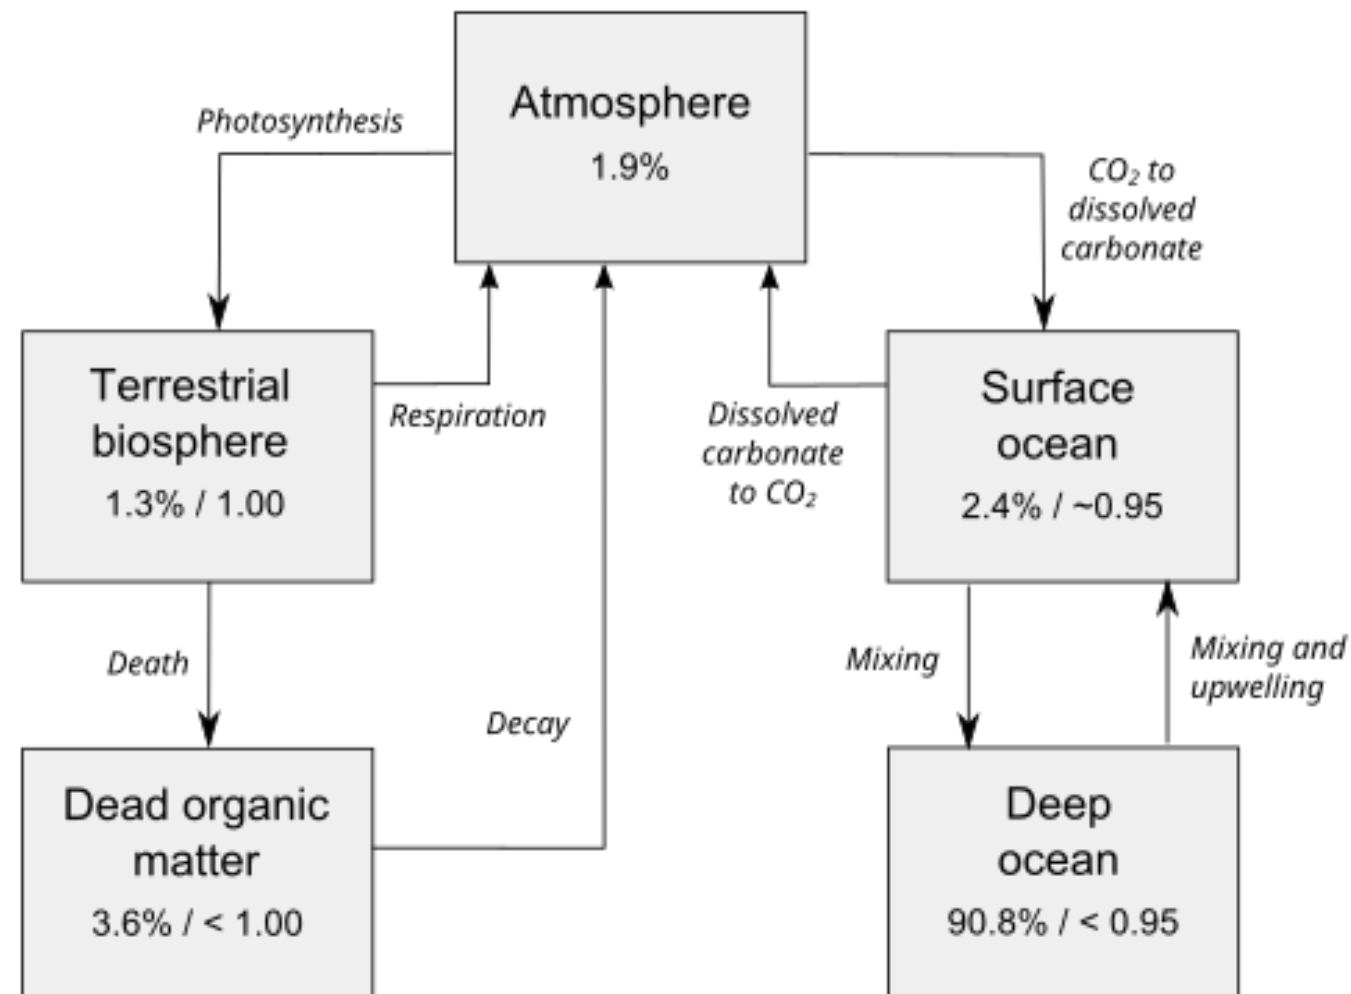 Atmosphere
1.9%
Photosynthesis
CO₂ to
dissolved
carbonate
Terrestrial
biosphere
1.3% / 1.00
Respiration
Dissolved
carbonate
to CO₂
Surface
ocean
2.4% / ~0.95
Death
Decay
Mixing
Mixing and
upwelling
Dead organic
matter
3.6% / < 1.00
Deep
ocean
90.8% / < 0.95